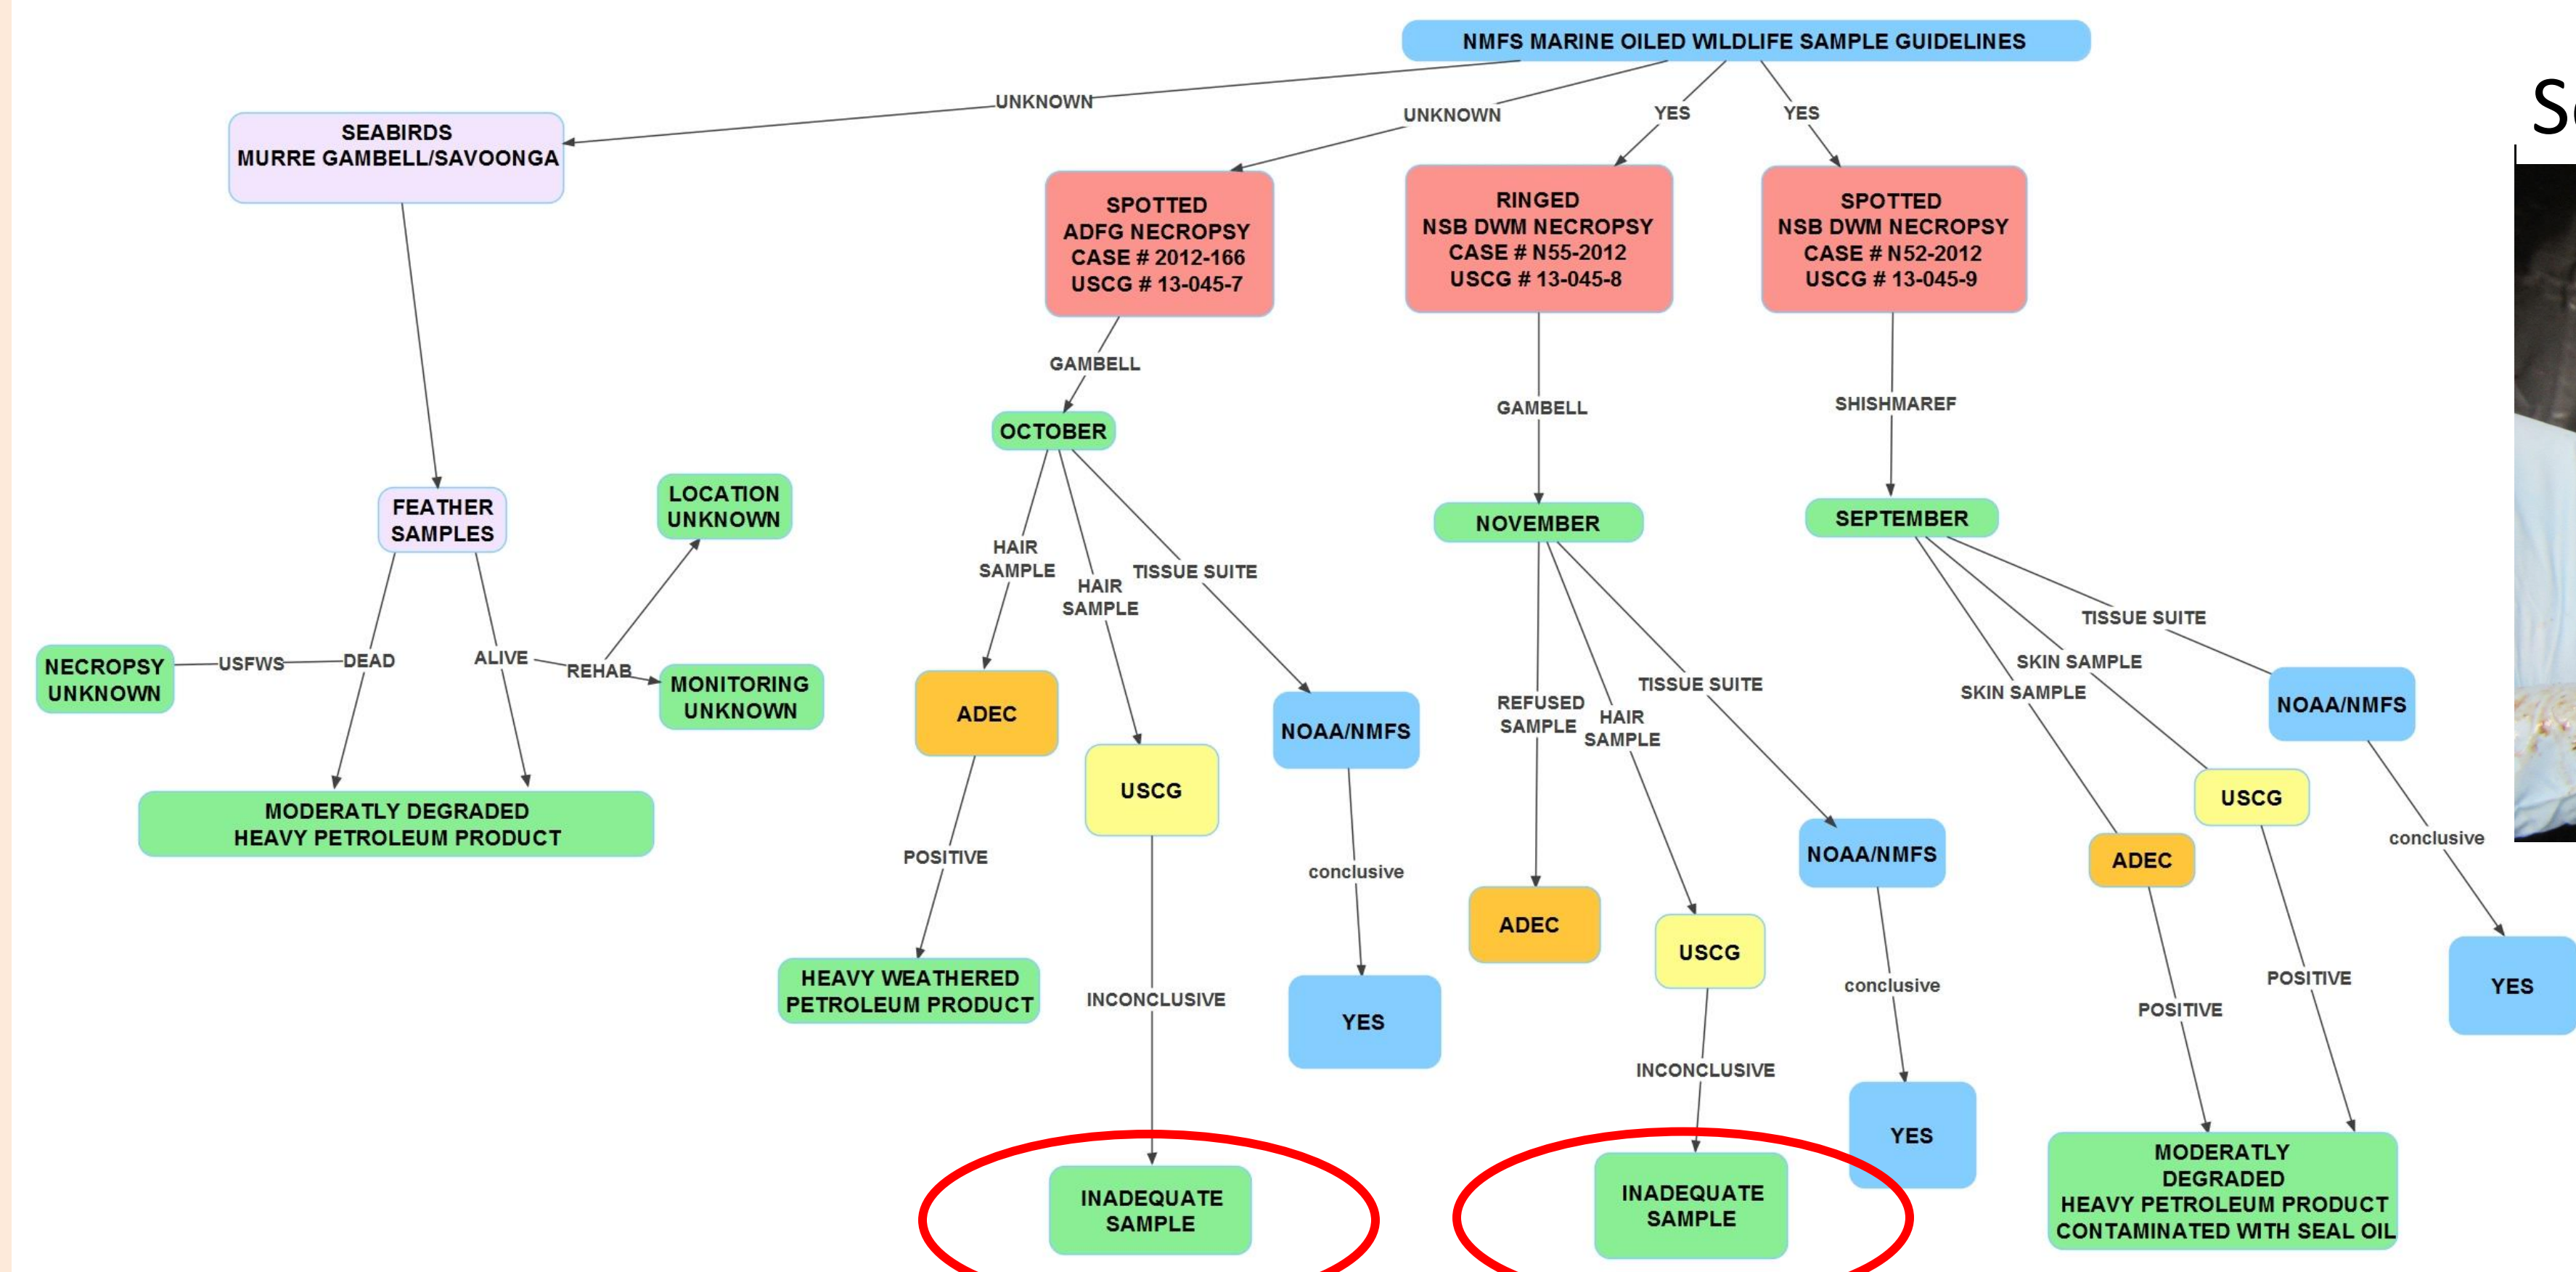 NMFS MARINE OILED WILDLIFE SAMPLE GUIDELINES
UNKNOWN
UNKNOWN
YES
YES
SEABIRDS
MURRE GAMBELL/SAVOONGA
SPOTTED
ADFG NECROPSY
CASE # 2012-166
USCG # 13-045-7
RINGED
NSB DWM NECROPSY
CASE # N55-2012
USCG # 13-045-8
SPOTTED
NSB DWM NECROPSY
CASE # N52-2012
USCG # 13-045-9
GAMBELL
GAMBELL
SHISHMAREF
OCTOBER
NOVEMBER
SEPTEMBER
FEATHER
SAMPLES
LOCATION
UNKNOWN
NECROPSY
UNKNOWN
USFWS
DEAD
ALIVE
REHAB
MONITORING
UNKNOWN
MODERATLY DEGRADED
HEAVY PETROLEUM PRODUCT
HAIR
SAMPLE
HAIR
SAMPLE
TISSUE SUITE
ADEC
USCG
NOAA/NMFS
POSITIVE
INCONCLUSIVE
conclusive
HEAVY WEATHERED
PETROLEUM PRODUCT
YES
INADEQUATE
SAMPLE
REFUSED
SAMPLE
HAIR
SAMPLE
TISSUE SUITE
ADEC
USCG
NOAA/NMFS
INCONCLUSIVE
conclusive
INADEQUATE
SAMPLE
YES
SKIN SAMPLE
SKIN SAMPLE
TISSUE SUITE
NOAA/NMFS
USCG
ADEC
conclusive
POSITIVE
POSITIVE
YES
MODERATLY
DEGRADED
HEAVY PETROLEUM PRODUCT
CONTAMINATED WITH SEAL OIL